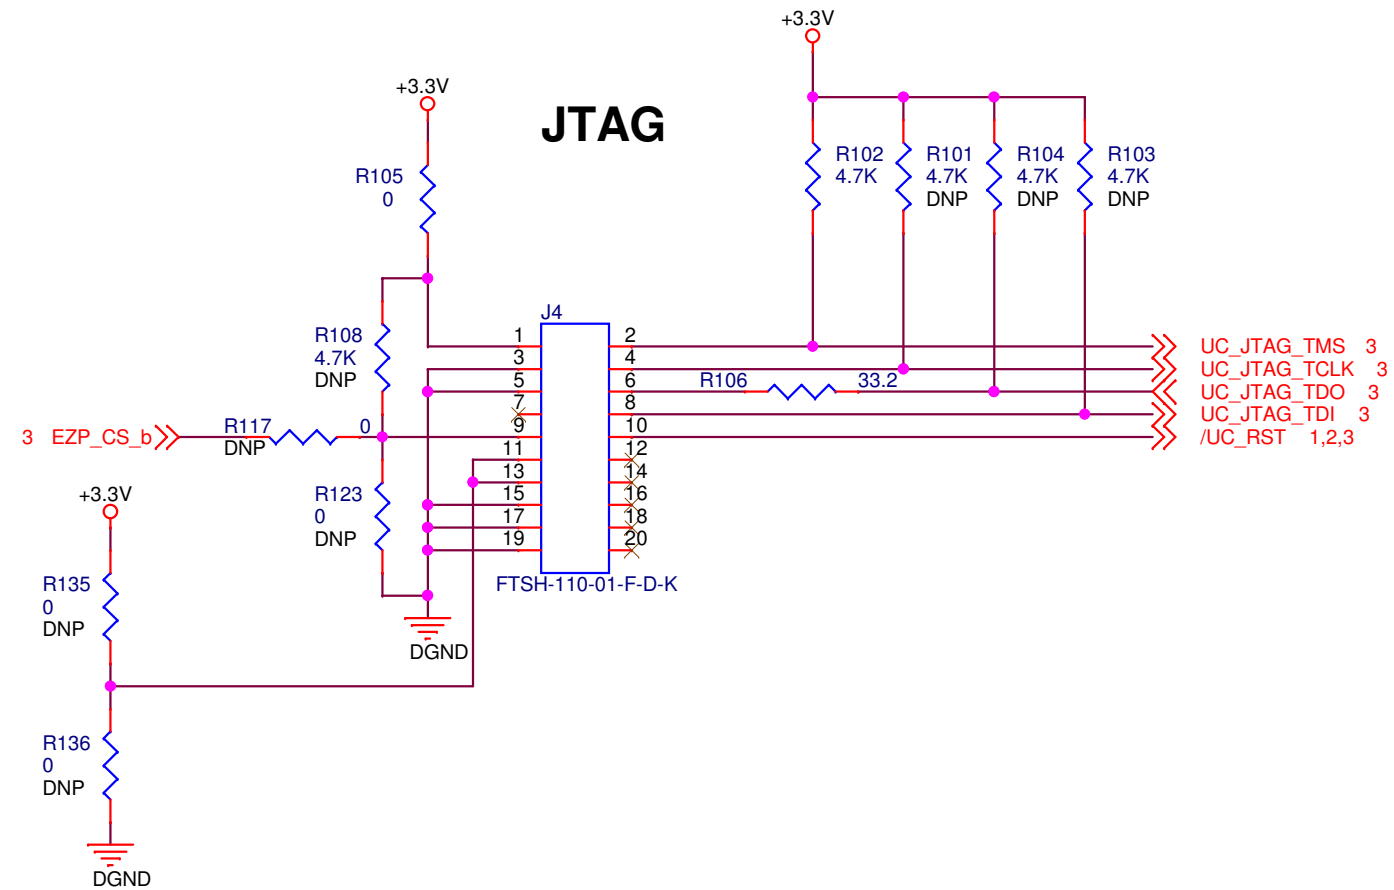 +3.3V
+3.3V
JTAG
R105
0
R102
4.7K
R101
4.7K
DNP
R104
4.7K
DNP
R103
4.7K
DNP
J4
R108
4.7K
DNP
1 2
3 4
5 6
7 8
9 10
11 12
13 14
15 16
17 18
19 20
R106 33.2
UC_JTAG_TMS 3
UC_JTAG_TCLK 3
UC_JTAG_TDO 3
UC_JTAG_TDI 3
/UC_RST 1,2,3
3 EZP_CS_b
R117 0
DNP
R123
0
DNP
FTSH-110-01-F-D-K
DGND
+3.3V
R135
0
DNP
R136
0
DNP
DGND